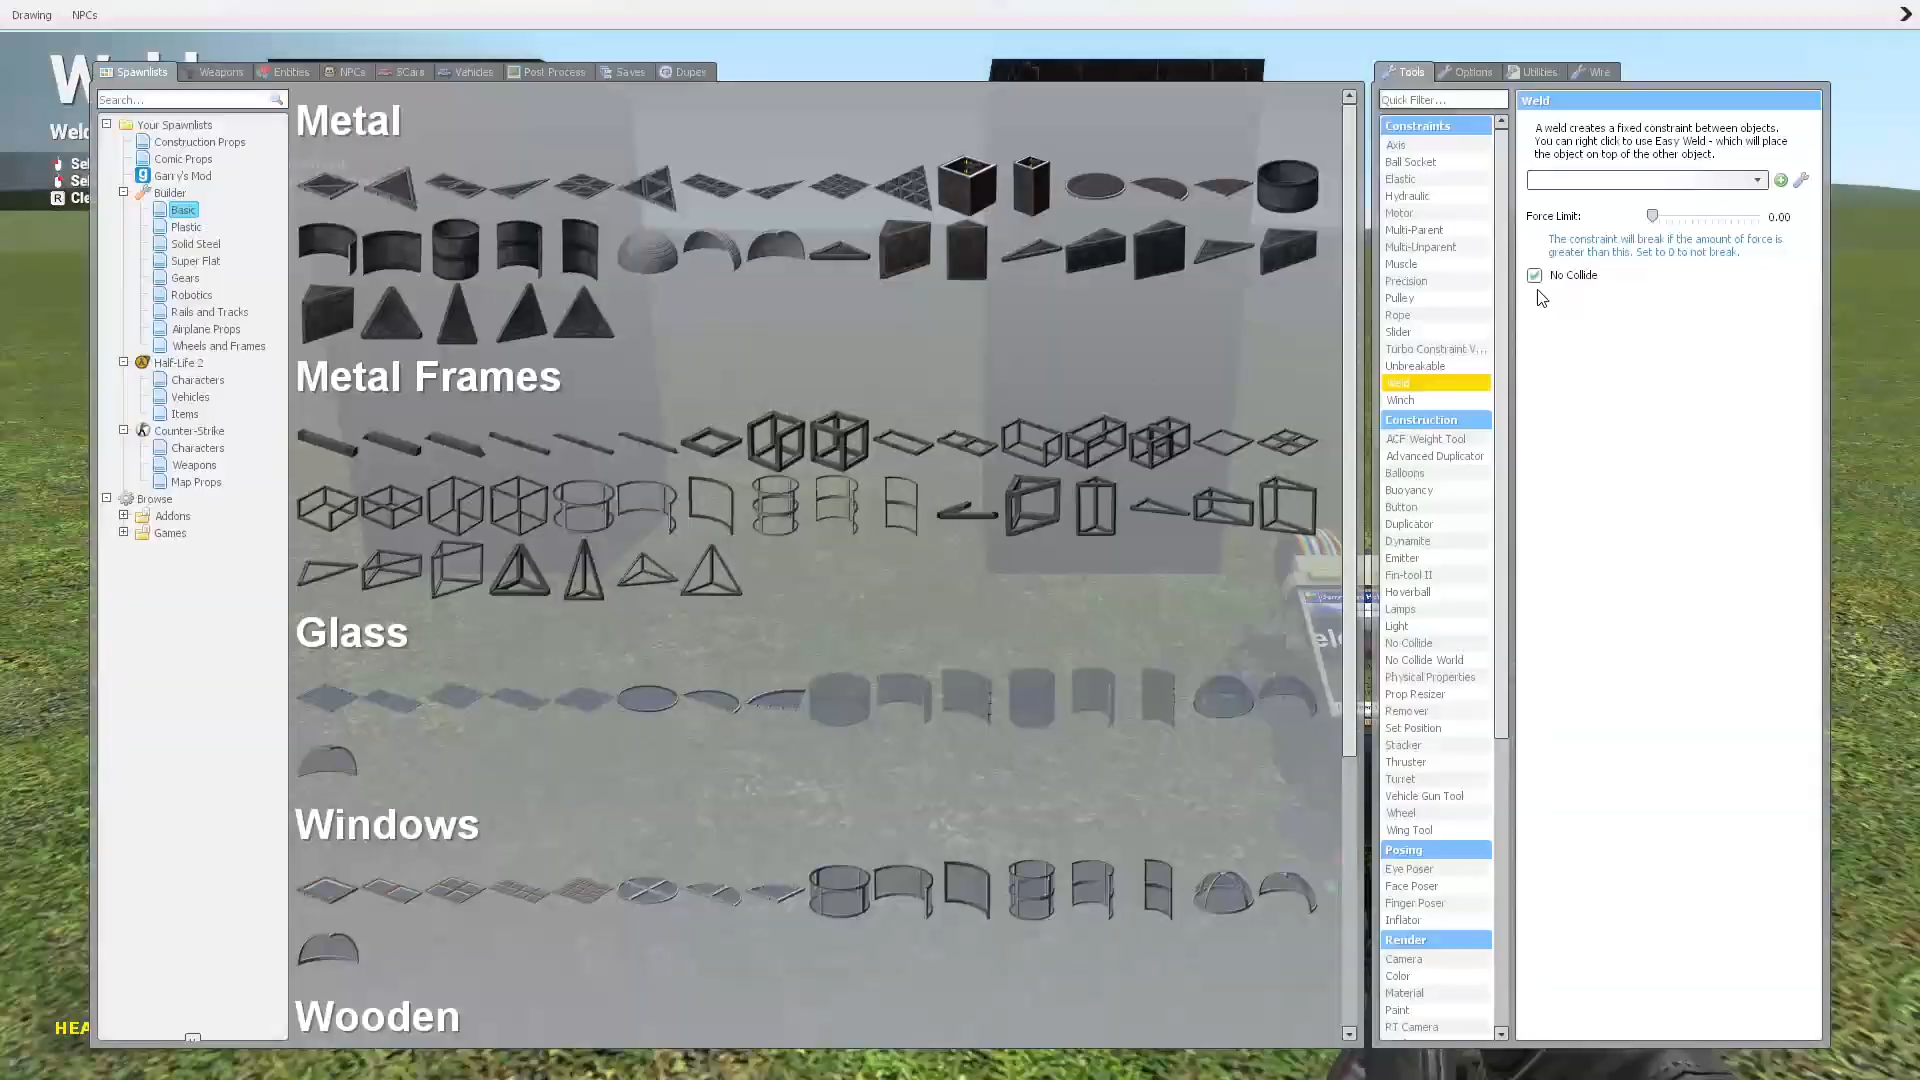 Drawing NPCs
Spawnlists Weapons Entities NPCs SCars Vehicles Post Process Saves Dupes
Search...
Your Spawnlists
Construction Props
Comic Props
Garry's Mod
Builder
Basic
Plastic
Solid Steel
Super Flat
Gears
Robotics
Rails and Tracks
Airplane Props
Wheels and Frames
Half-Life 2
Characters
Vehicles
Items
Counter-Strike
Characters
Weapons
Map Props
Browse
Addons
Games
Metal
Metal Frames
Glass
Windows
Wooden
Tools Options Utilities Wire
Quick Filter...
Constraints
Axis
Ball Socket
Elastic
Hydraulic
Motor
Multi-Parent
Multi-Unparent
Muscle
Precision
Pulley
Rope
Slider
Turbo Constraint V...
Unbreakable
Weld
Winch
Construction
ACF Weight Tool
Advanced Duplicator
Balloons
Buoyancy
Button
Duplicator
Dynamite
Emitter
Fin-tool II
Hoverball
Lamps
Light
No Collide
No Collide World
Physical Properties
Prop Resizer
Remover
Set Position
Stacker
Thruster
Turret
Vehicle Gun Tool
Wheel
Wing Tool
Posing
Eye Poser
Face Poser
Finger Poser
Inflator
Render
Camera
Color
Material
Paint
RT Camera
Weld
A weld creates a fixed constraint between objects.
You can right click to use Easy Weld - which will place
the object on top of the other object.
Force Limit: 0.00
The constraint will break if the amount of force is
greater than this. Set to 0 to not break.
No Collide
Weld
Sel
Sel
R Cle
HEA